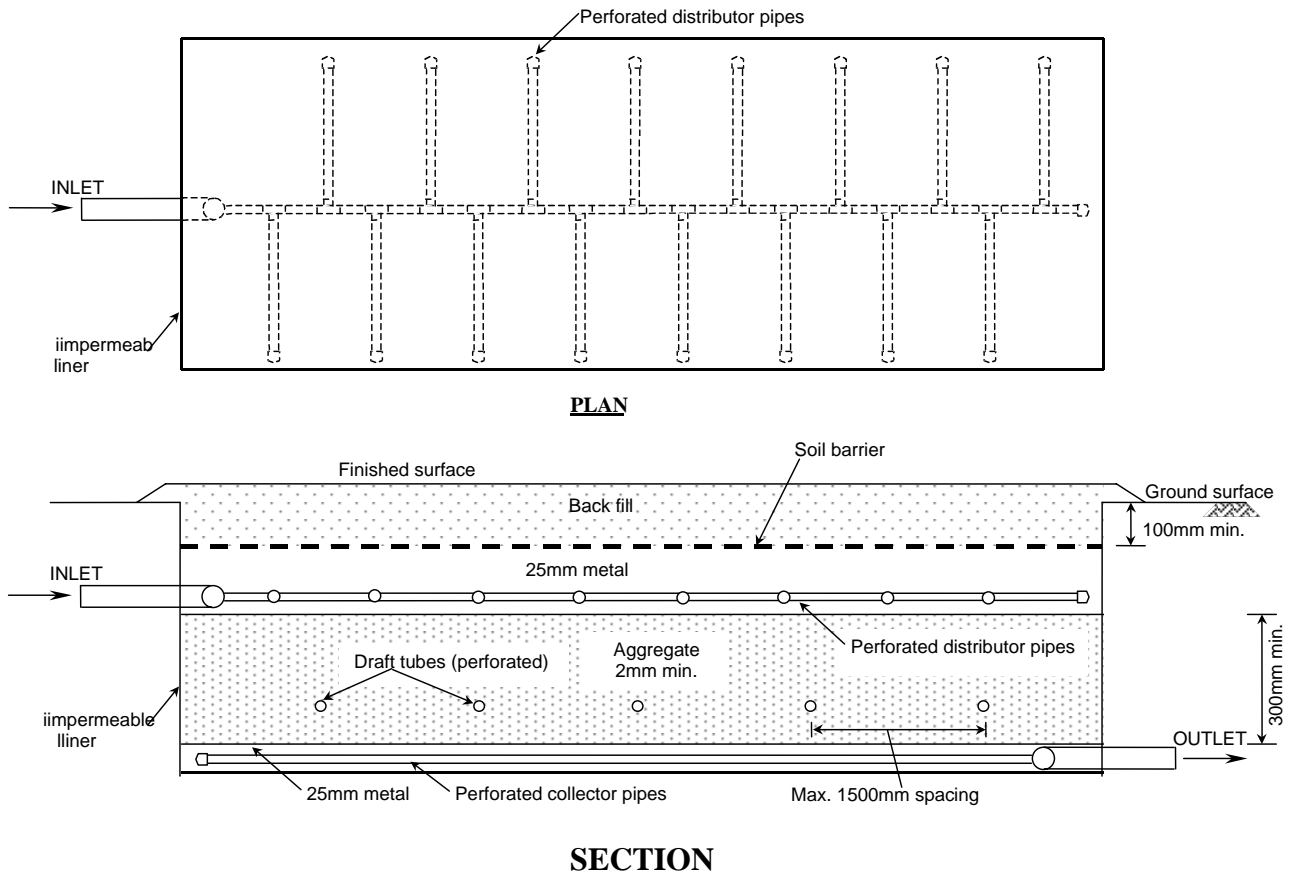 Perforated distributor pipes
INLET
iimpermeab
liner
PLAN
Soil barrier
Finished surface
Back fill
Ground surface
100mm min.
INLET
25mm metal
Perforated distributor pipes
Draft tubes (perforated)
Aggregate
2mm min.
300mm min.
iimpermeable
lliner
OUTLET
25mm metal
Perforated collector pipes
Max. 1500mm spacing
SECTION